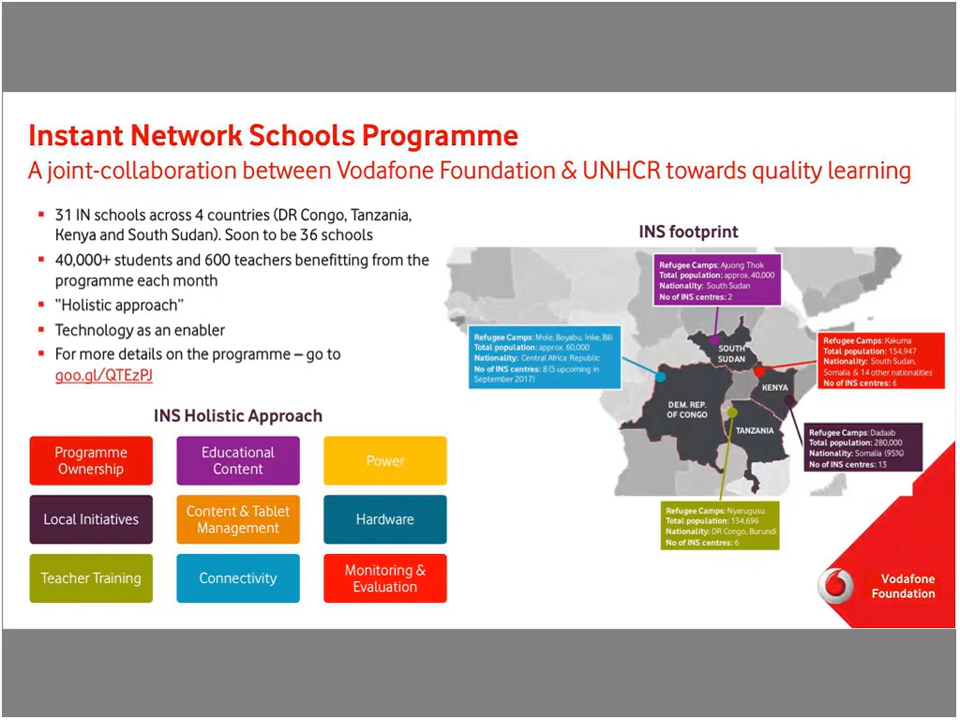 Instant Network Schools Programme
A joint-collaboration between Vodafone Foundation & UNHCR towards quality learning
31 IN schools across 4 countries (DR Congo, Tanzania,
Kenya and South Sudan). Soon to be 36 schools
40,000+ students and 600 teachers benefitting from the
programme each month
"Holistic approach"
Technology as an enabler
For more details on the programme – go to
goo.gl/QTEzPJ
INS Holistic Approach
Programme
Ownership
Educational
Content
Power
Local Initiatives
Content & Tablet
Management
Hardware
Teacher Training
Connectivity
Monitoring &
Evaluation
INS footprint
Refugee Camps: Ajuong Thok
Total population: approx. 40,000
Nationality: South Sudan
No of INS centres: 2
Refugee Camps: Mole, Boyabu, Inke, Bili
Total population: approx. 60,000
Nationality: Central Africa Republic
No of INS centres: 8 (5 upcoming in
September 2017)
Refugee Camps: Kakuma
Total population: 154,947
Nationality: South Sudan,
Somalia & 14 other nationalities
No of INS centres: 6
SOUTH
SUDAN
KENYA
DEM. REP.
OF CONGO
TANZANIA
Refugee Camps: Dadaab
Total population: 280,000
Nationality: Somalia (95%)
No of INS centres: 13
Refugee Camps: Nyarugusu
Total population: 134,696
Nationality: DR Congo, Burundi
No of INS centres: 6
Vodafone
Foundation